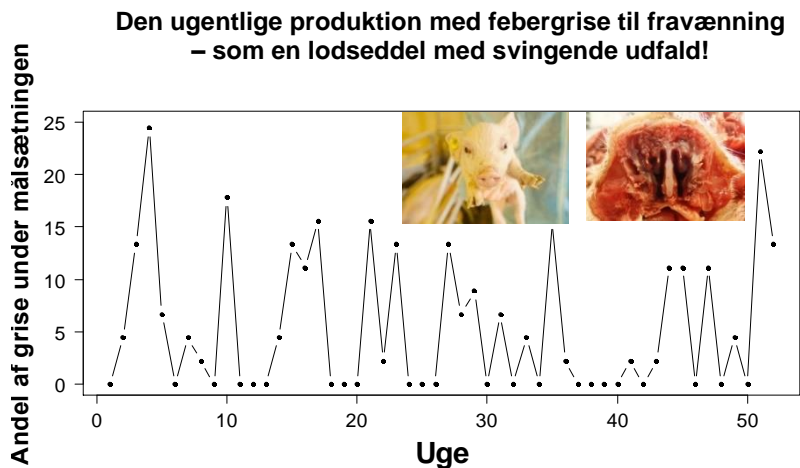 Den ugentlige produktion med febergrise til fravænning
– som en lodseddel med svingende udfald!
Andel af grise under målsætningen
25
20
15
10
5
0
0 10 20 30 40 50
Uge